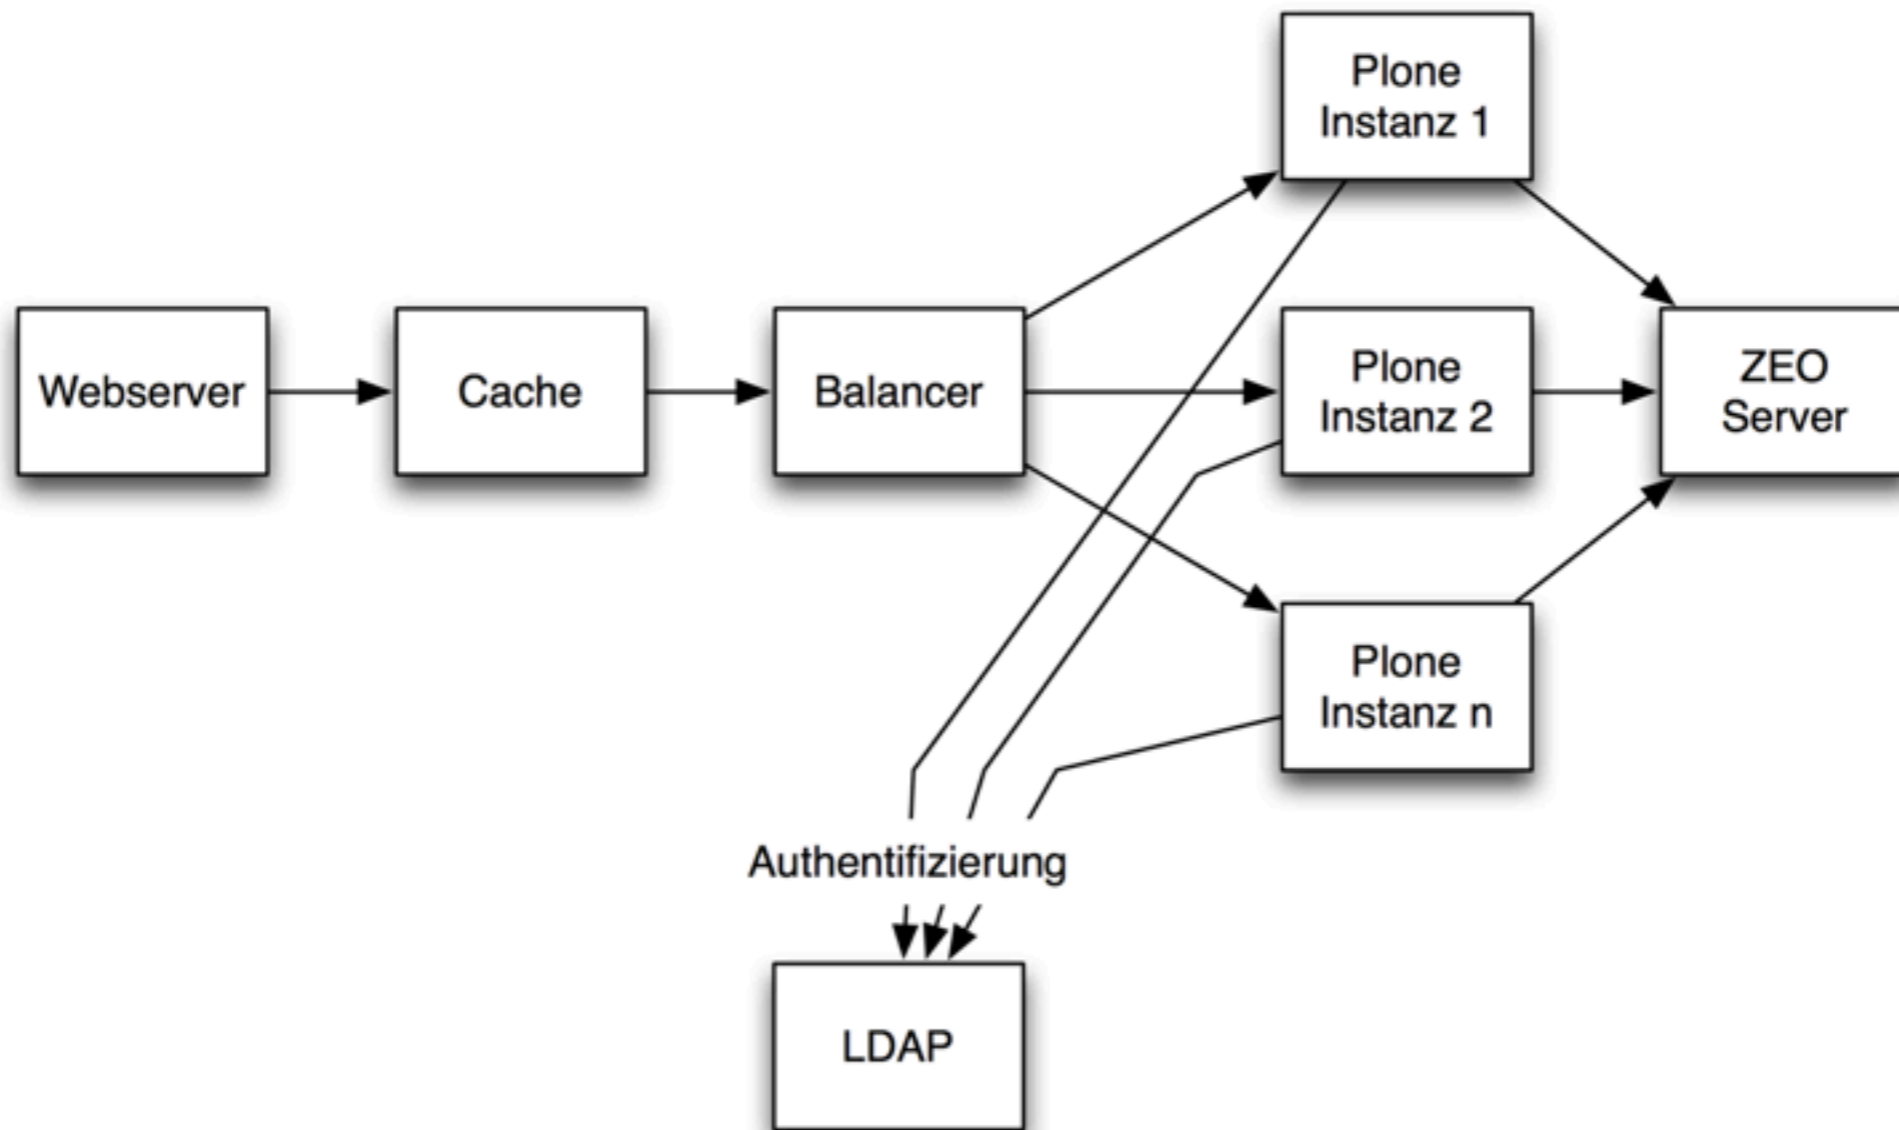 Plone
Instanz 1
Webserver
Cache
Balancer
Plone
Instanz 2
ZEO
Server
Plone
Instanz n
Authentifizierung
LDAP